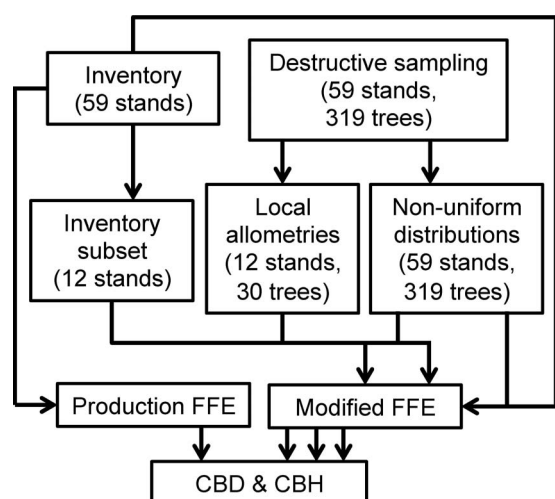 Inventory
(59 stands)
Destructive sampling
(59 stands,
319 trees)
Inventory
subset
(12 stands)
Local
allometries
(12 stands,
30 trees)
Non-uniform
distributions
(59 stands,
319 trees)
Production FFE
Modified FFE
CBD & CBH